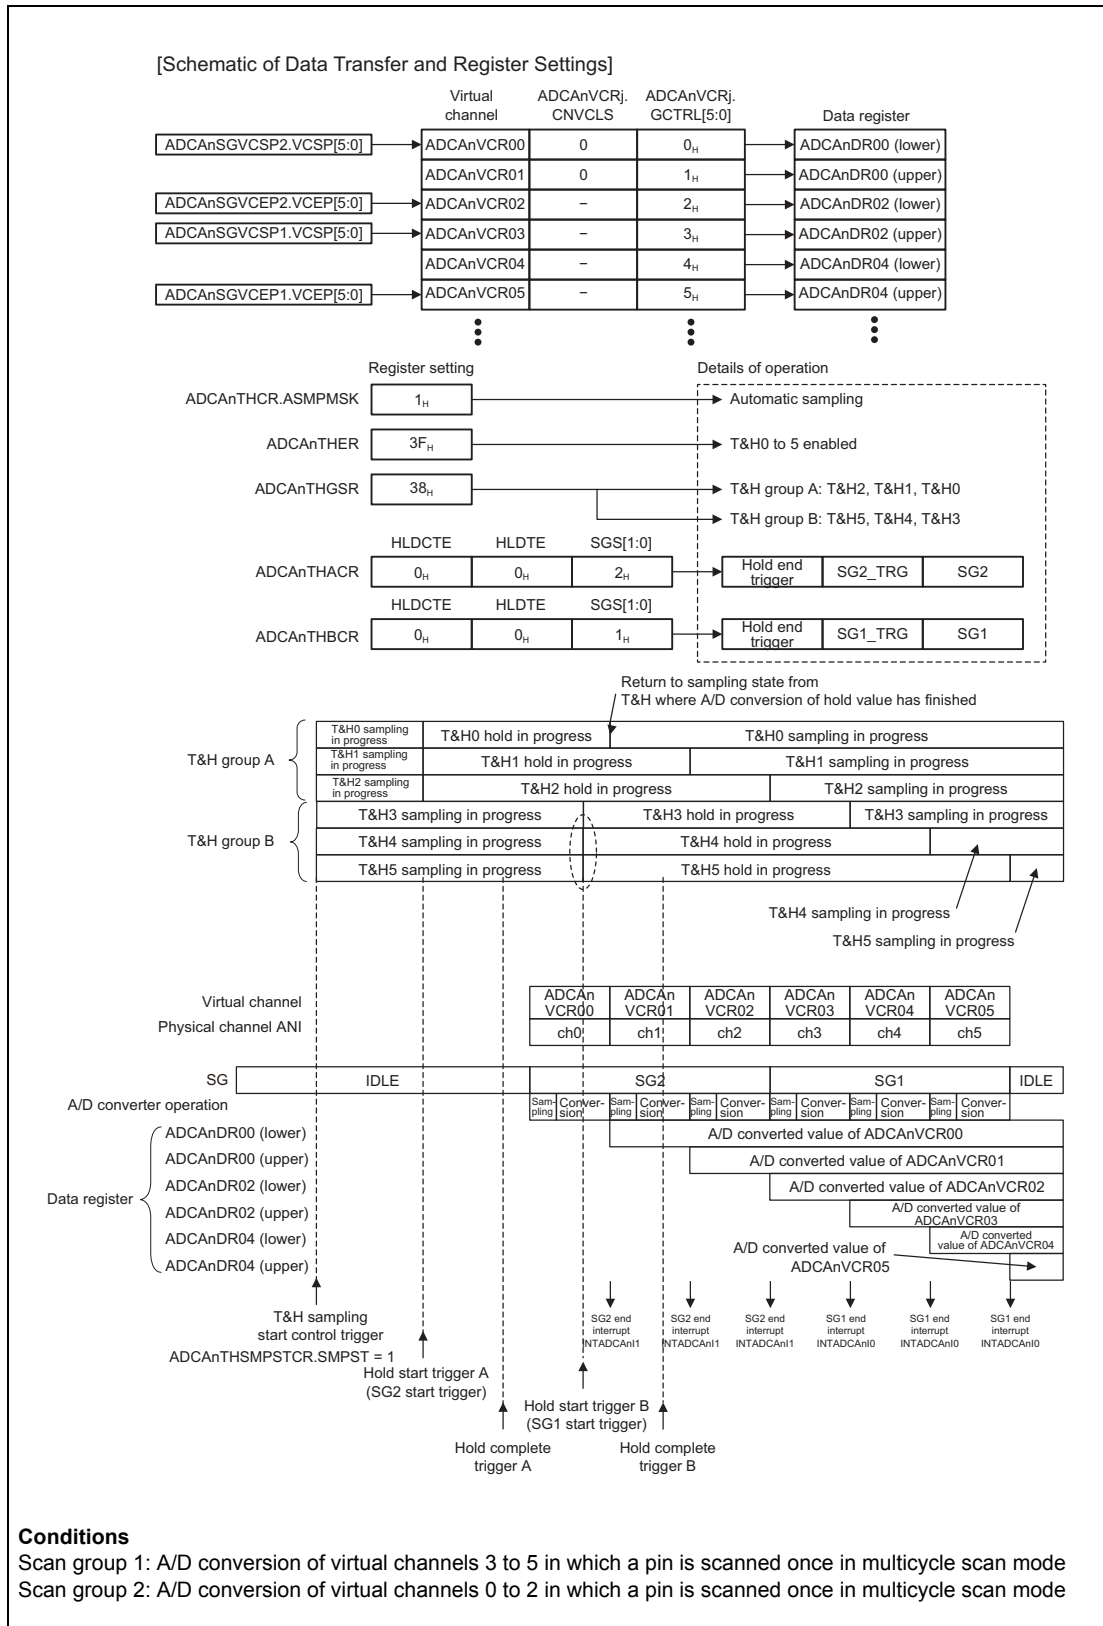 [Schematic of Data Transfer and Register Settings]
Virtual channel
ADCAnVCRj. CNVCLS
ADCAnVCRj. GCTRL[5:0]
Data register
ADCAnSGVCSP2.VCSP[5:0] ADCAnVCR00 0 0H ADCAnDR00 (lower)
ADCAnVCR01 0 1H ADCAnDR00 (upper)
ADCAnSGVCEP2.VCEP[5:0] ADCAnVCR02 – 2H ADCAnDR02 (lower)
ADCAnSGVCSP1.VCSP[5:0] ADCAnVCR03 – 3H ADCAnDR02 (upper)
ADCAnVCR04 – 4H ADCAnDR04 (lower)
ADCAnSGVCEP1.VCEP[5:0] ADCAnVCR05 – 5H ADCAnDR04 (upper)
Register setting Details of operation
ADCAnTHCR.ASMPMSK 1H Automatic sampling
ADCAnTHER 3FH T&H0 to 5 enabled
ADCAnTHGSR 38H T&H group A: T&H2, T&H1, T&H0
T&H group B: T&H5, T&H4, T&H3
HLDCTE HLDTE SGS[1:0]
ADCAnTHACR 0H 0H 2H Hold end trigger SG2_TRG SG2
HLDCTE HLDTE SGS[1:0]
ADCAnTHBCR 0H 0H 1H Hold end trigger SG1_TRG SG1
Return to sampling state from
T&H where A/D conversion of hold value has finished
T&H group A
T&H0 sampling in progress T&H0 hold in progress T&H0 sampling
T&H1 sampling in progress T&H1 hold in progress T&H1 sampling in progress
T&H2 sampling in progress T&H2 hold in progress T&H2 sampling in progress
T&H group B
T&H3 sampling in progress T&H3 hold in progress T&H3 sampling in progress
T&H4 sampling in progress T&H4 hold in progress
T&H5 sampling in progress T&H5 hold in progress
T&H4 sampling in progress
T&H5 sampling in progress
Virtual channel ADCAn VCR00 ADCAn VCR01 ADCAn VCR02 ADCAn VCR03 ADCAn VCR04 ADCAn VCR05
Physical channel ANI ch0 ch1 ch2 ch3 ch4 ch5
SG IDLE SG2 SG1 IDLE
A/D converter operation Sam-pling Conver-sion Sam-pling Conver-sion Sam-pling Conver-sion Sam-pling Conver-sion Sam-pling Conver-sion Sam-pling Conver-sion
Data register
ADCAnDR00 (lower) A/D converted value of ADCAnVCR00
ADCAnDR00 (upper) A/D converted value of ADCAnVCR01
ADCAnDR02 (lower) A/D converted value of ADCAnVCR02
ADCAnDR02 (upper) A/D converted value of ADCAnVCR03
ADCAnDR04 (lower) A/D converted value of ADCAnVCR04
ADCAnDR04 (upper) A/D converted value of ADCAnVCR05
T&H sampling
start control trigger
ADCAnTHSMPSTCR.SMPST = 1
SG2 end interrupt INTADCAnI1
SG2 end interrupt INTADCAnI1
SG2 end interrupt INTADCAnI1
SG1 end interrupt INTADCAnI0
SG1 end interrupt INTADCAnI0
SG1 end interrupt INTADCAnI0
Hold start trigger A
(SG2 start trigger)
Hold start trigger B
(SG1 start trigger)
Hold complete
trigger A
Hold complete
trigger B
Conditions
Scan group 1: A/D conversion of virtual channels 3 to 5 in which a pin is scanned once in multicycle scan mode
Scan group 2: A/D conversion of virtual channels 0 to 2 in which a pin is scanned once in multicycle scan mode